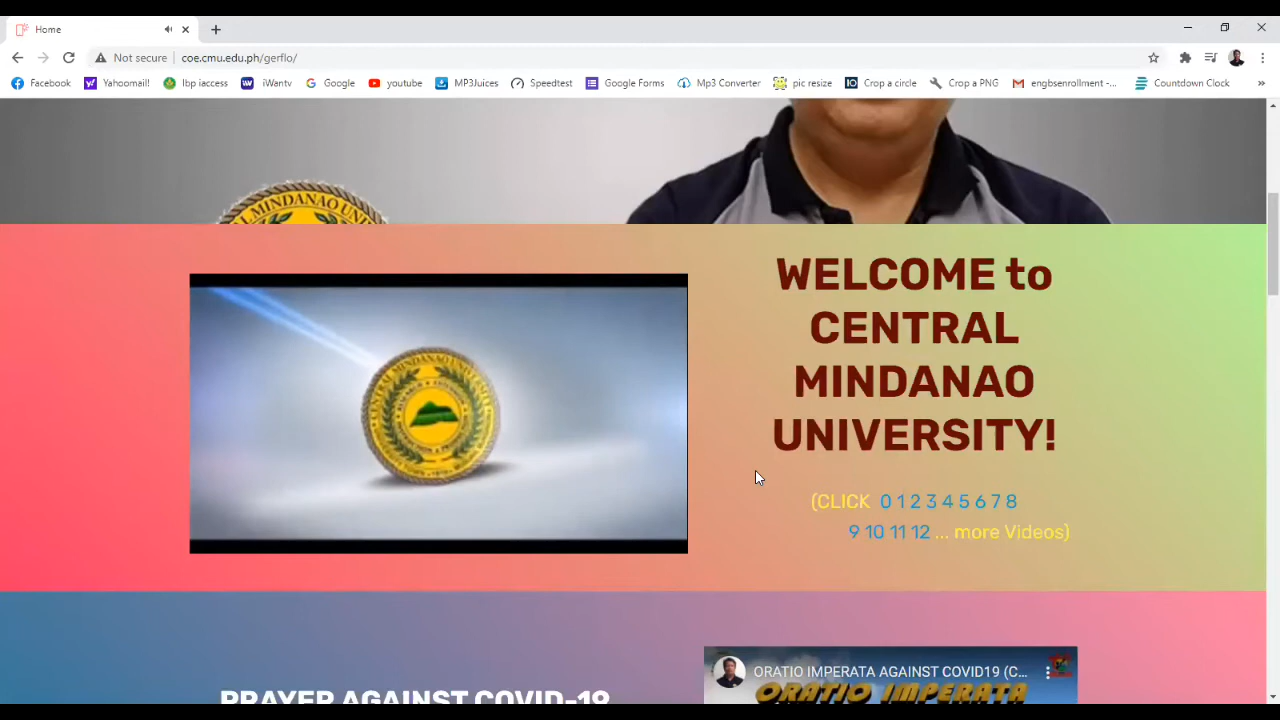 Home
Not secure coe.cmu.edu.ph/gerflo/
Facebook Yahoomail! lbp iaccess iWantv Google youtube MP3Juices Speedtest Google Forms Mp3 Converter pic resize Crop a circle Crop a PNG engbsenrollment -... Countdown Clock »
CENTRAL MINDANAO UNIVERSITY
WELCOME to
CENTRAL
MINDANAO
UNIVERSITY!
(CLICK 0 1 2 3 4 5 6 7 8
9 10 11 12 ... more Videos)
ORATIO IMPERATA AGAINST COVID19 (C...
PRAYER AGAINST COVID-19
ORATIO IMPERATA